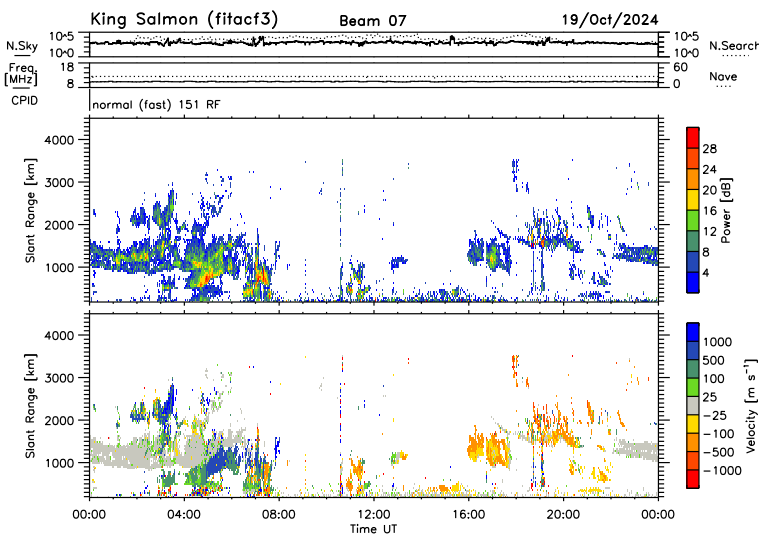 King Salmon (fitacf3) Beam 07 19/Oct/2024
N.Sky 10^5 10^0 10^5 10^0 N.Search
Freq. [MHz] 18 8 60 0 Nave
CPID normal (fast) 151 RF
Slant Range [km] 4000 3000 2000 1000
Power [dB] 28 24 20 16 12 8 4
Slant Range [km] 4000 3000 2000 1000
Velocity [m s⁻¹] 1000 500 100 25 −25 −100 −500 −1000
00:00 04:00 08:00 12:00 16:00 20:00 00:00
Time UT